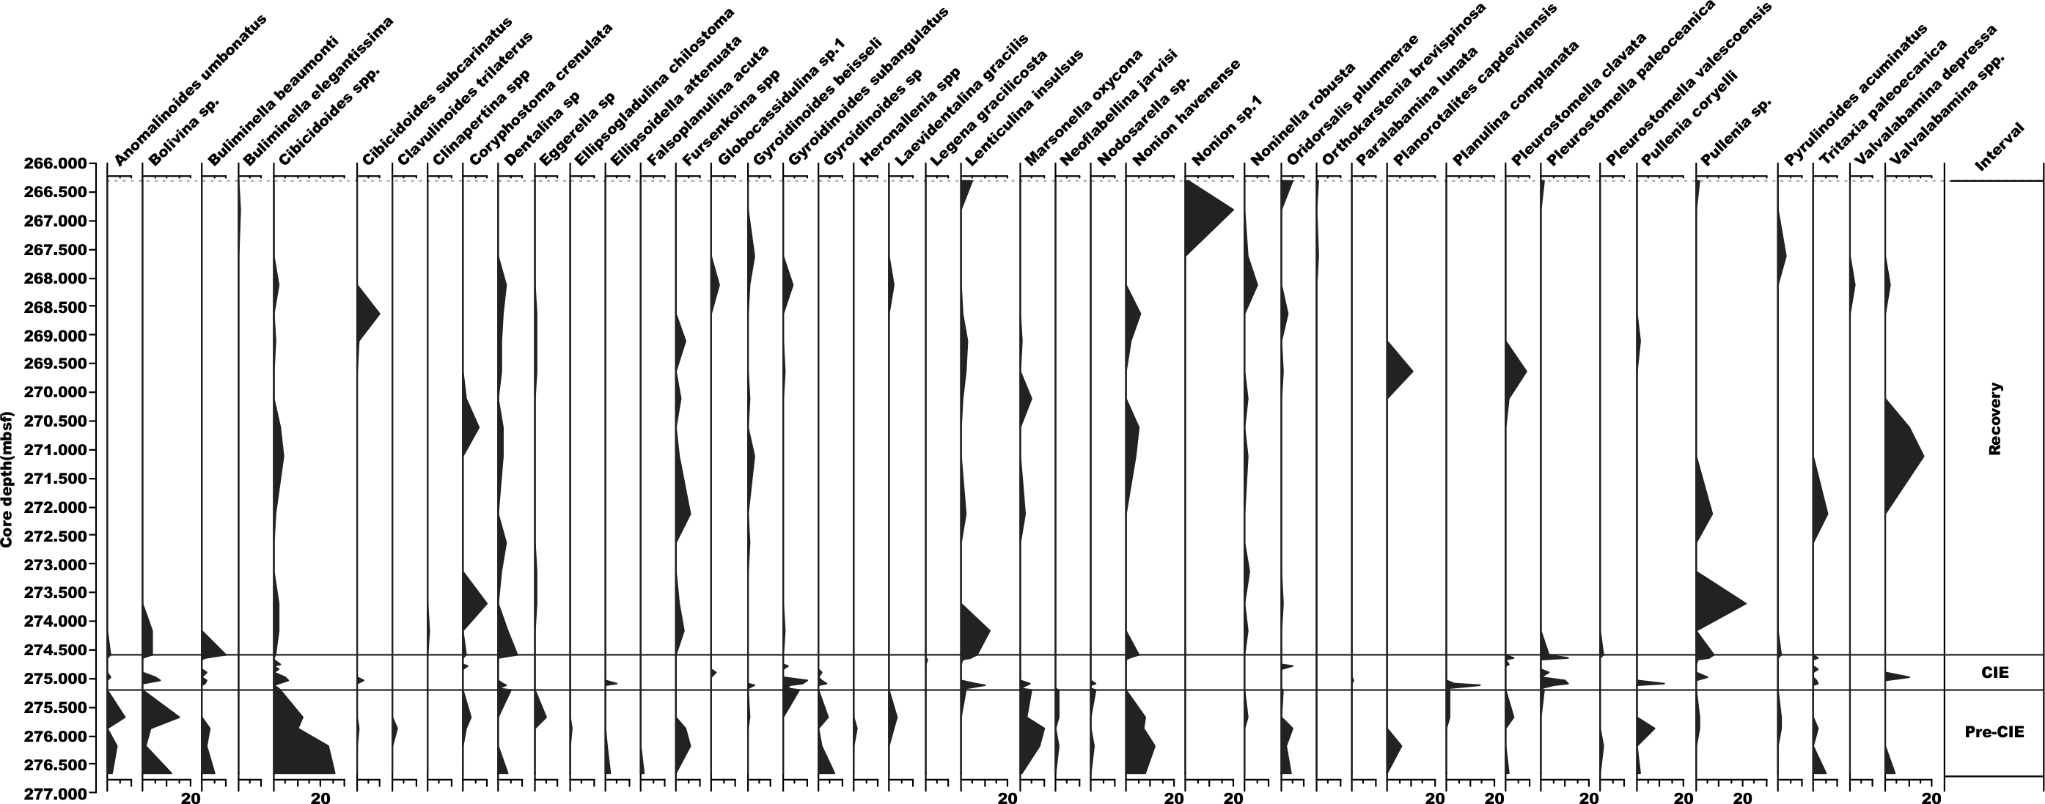 Anomalinoides umbonatus
Bolivina sp.
Buliminella beaumonti
Buliminella elegantissima
Cibicidoides spp.
Cibicidoides subcarinatus
Clavulinoides trilaterus
Clinapertina spp
Coryphostoma crenulata
Dentalina sp
Eggerella sp
Ellipsogladulina chilostoma
Ellipsoidella attenuata
Falsoplanulina acuta
Fursenkoina spp
Globocassidulina sp.1
Gyroidinoides beisseli
Gyroidinoides subangulatus
Gyroidinoides sp
Heronallenia spp
Laevidentalina gracilis
Legena gracilicosta
Lenticulina insulsus
Marsonella oxycona
Neoflabellina jarvisi
Nodosarella sp.
Nonion havenense
Nonion sp.1
Noninella robusta
Oridorsalis plummerae
Orthokarstenia brevispinosa
Paralabamina lunata
Planorotalites capdevilensis
Planulina complanata
Pleurostomella clavata
Pleurostomella paleoceanica
Pleurostomella valescoensis
Pullenia coryelli
Pullenia sp.
Pyrulinoides acuminatus
Tritaxia paleocanica
Valvalabamina depressa
Valvalabamina spp.
Interval
Core depth(mbsf)
266.000
266.500
267.000
267.500
268.000
268.500
269.000
269.500
270.000
270.500
271.000
271.500
272.000
272.500
273.000
273.500
274.000
274.500
275.000
275.500
276.000
276.500
277.000
Recovery
CIE
Pre-CIE
20 20 20 20 20 20 20 20 20 20 20